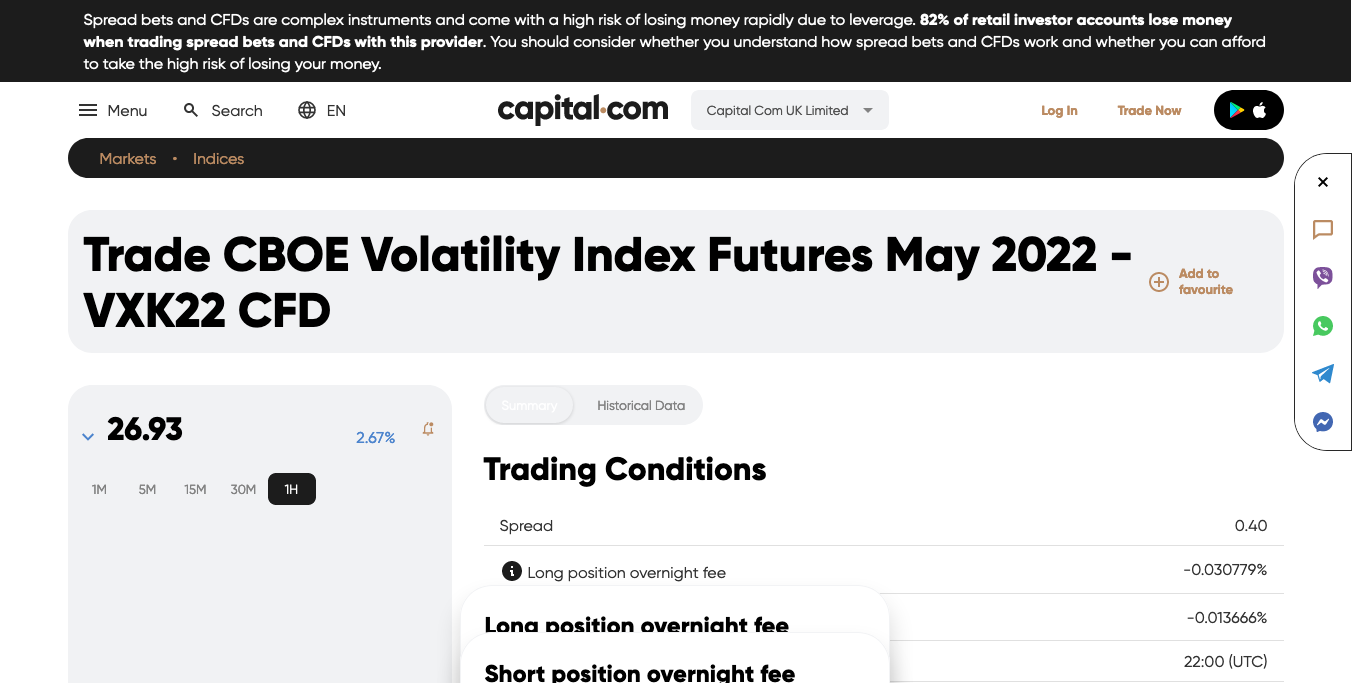 Spread bets and CFDs are complex instruments and come with a high risk of losing money rapidly due to leverage. 82% of retail investor accounts lose money
when trading spread bets and CFDs with this provider. You should consider whether you understand how spread bets and CFDs work and whether you can afford
to take the high risk of losing your money.
Menu
Search
EN
capital.com
Capital Com UK Limited
Log In
Trade Now
Markets • Indices
Trade CBOE Volatility Index Futures May 2022 -
VXK22 CFD
Add to
favourite
26.93
2.67%
1M 5M 15M 30M 1H
Summary
Historical Data
Trading Conditions
Spread 0.40
Long position overnight fee -0.030779%
Long position overnight fee
-0.013666%
Short position overnight fee
22:00 (UTC)